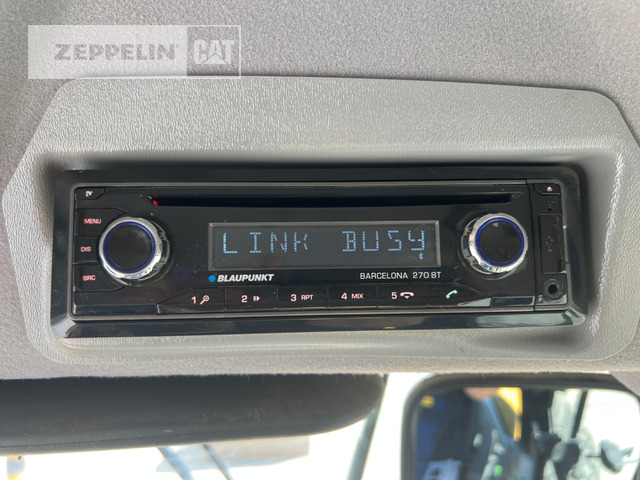 ZEPPELIN CAT
MENU
LINK BUSY
DIS
SRC
BLAUPUNKT
BARCELONA 270 BT
1
2
3 RPT
4 MIX
5